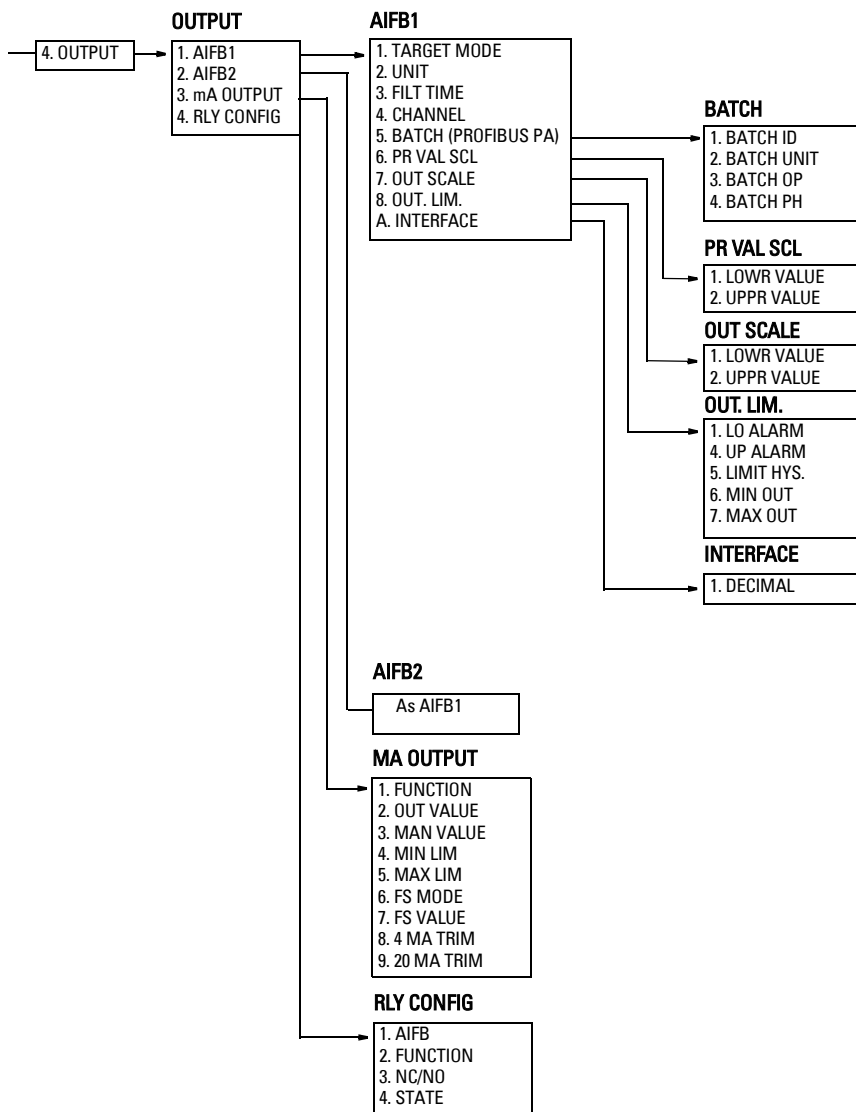 4. OUTPUT
OUTPUT
1. AIFB1
2. AIFB2
3. mA OUTPUT
4. RLY CONFIG
AIFB1
1. TARGET MODE
2. UNIT
3. FILT TIME
4. CHANNEL
5. BATCH (PROFIBUS PA)
6. PR VAL SCL
7. OUT SCALE
8. OUT. LIM.
A. INTERFACE
BATCH
1. BATCH ID
2. BATCH UNIT
3. BATCH OP
4. BATCH PH
PR VAL SCL
1. LOWR VALUE
2. UPPR VALUE
OUT SCALE
1. LOWR VALUE
2. UPPR VALUE
OUT. LIM.
1. LO ALARM
4. UP ALARM
5. LIMIT HYS.
6. MIN OUT
7. MAX OUT
INTERFACE
1. DECIMAL
AIFB2
As AIFB1
MA OUTPUT
1. FUNCTION
2. OUT VALUE
3. MAN VALUE
4. MIN LIM
5. MAX LIM
6. FS MODE
7. FS VALUE
8. 4 MA TRIM
9. 20 MA TRIM
RLY CONFIG
1. AIFB
2. FUNCTION
3. NC/NO
4. STATE